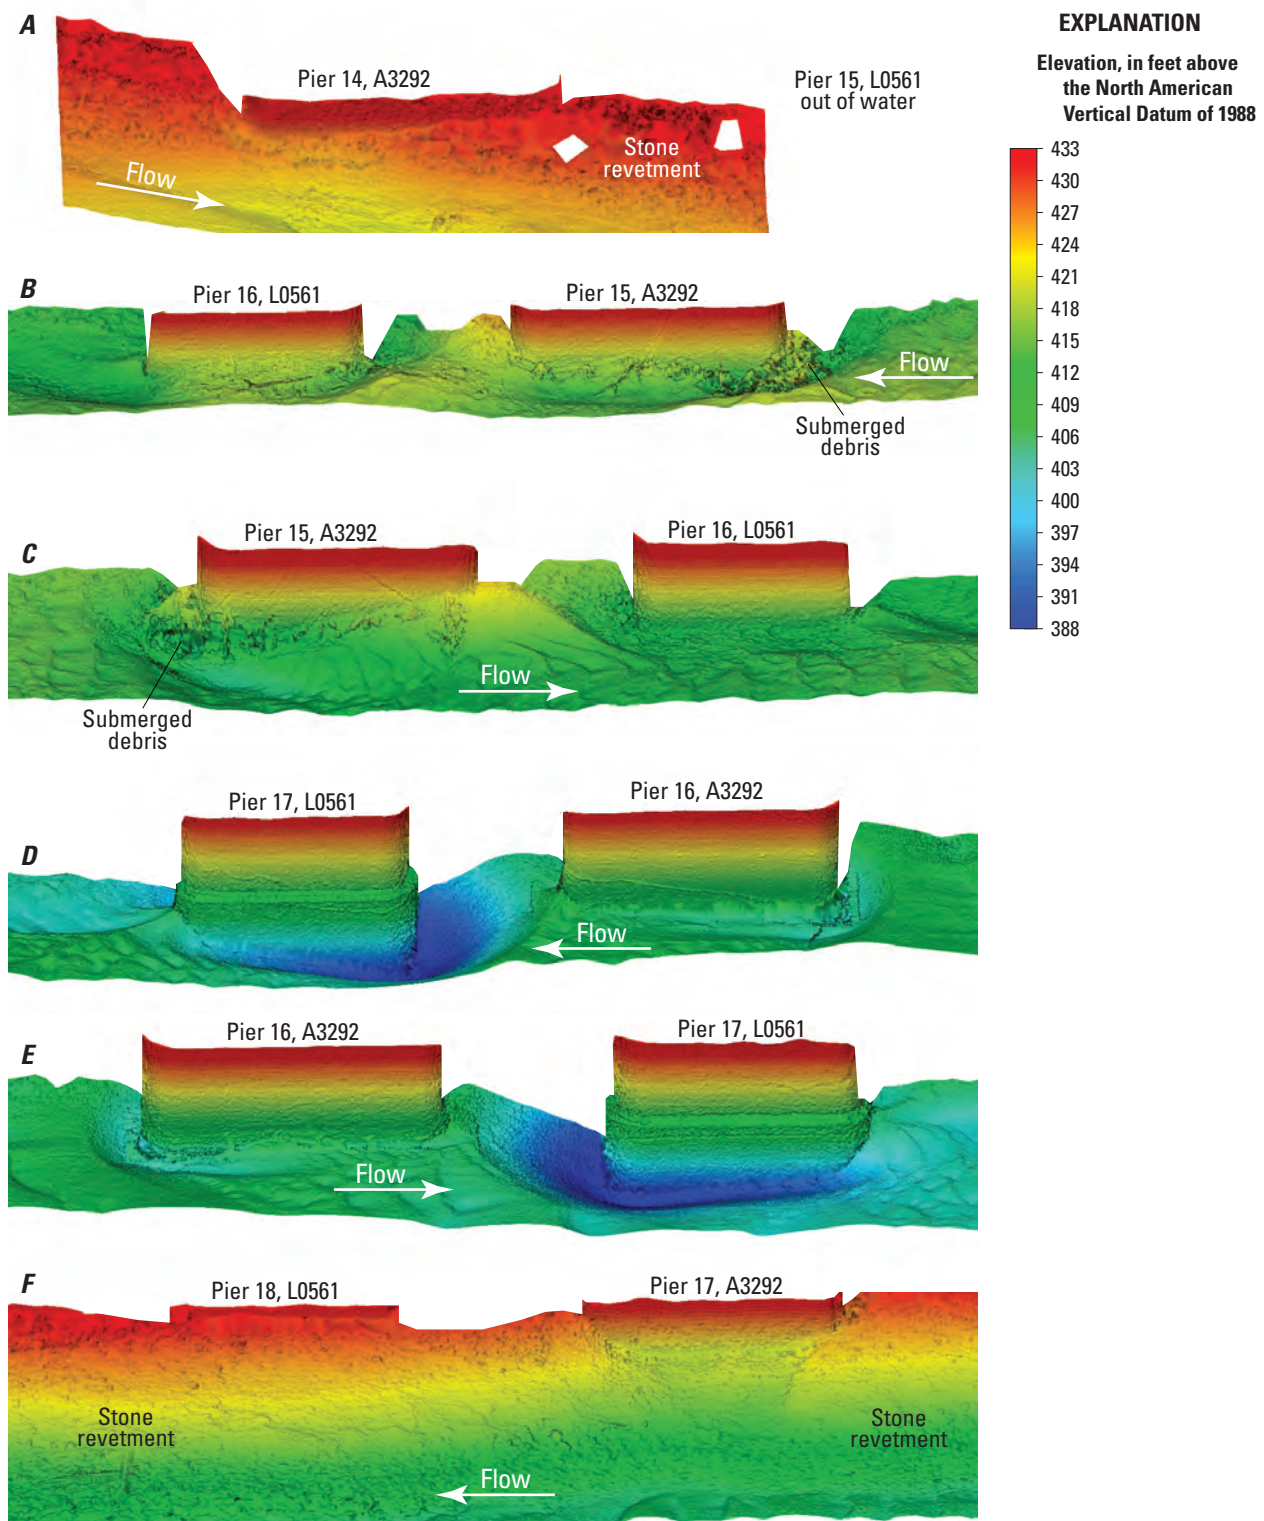 A
Pier 14, A3292
Pier 15, L0561
out of water
Stone
revetment
Flow
EXPLANATION
Elevation, in feet above
the North American
Vertical Datum of 1988
433
430
427
424
421
418
415
412
409
406
403
400
397
394
391
388
B
Pier 16, L0561
Pier 15, A3292
Flow
Submerged
debris
C
Pier 15, A3292
Pier 16, L0561
Flow
Submerged
debris
D
Pier 17, L0561
Pier 16, A3292
Flow
E
Pier 16, A3292
Pier 17, L0561
Flow
F
Pier 18, L0561
Pier 17, A3292
Stone
revetment
Stone
revetment
Flow